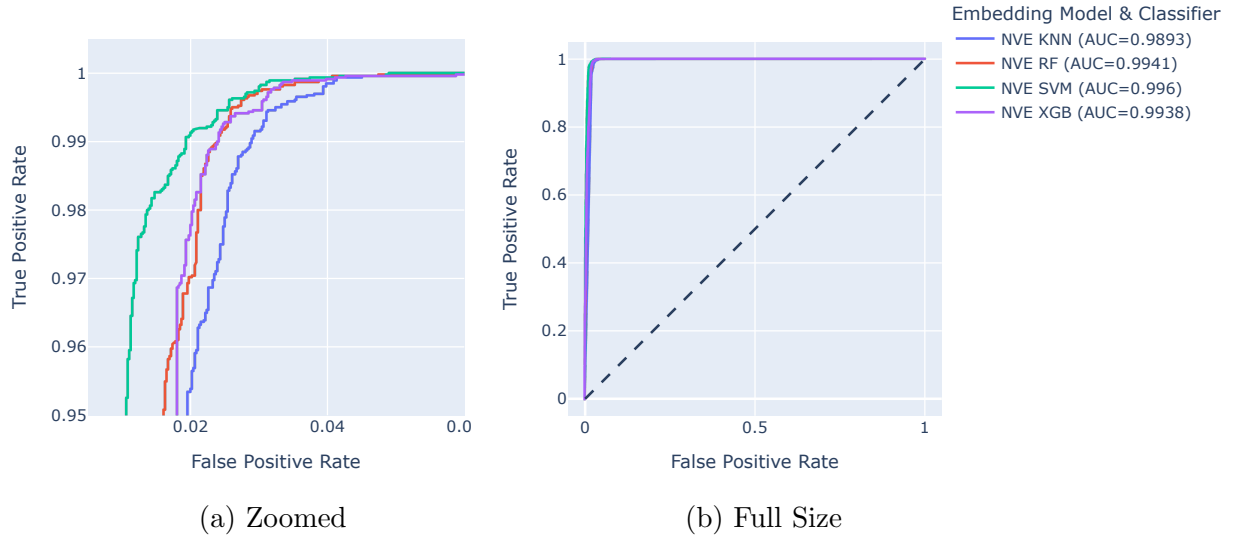 1
0.99
0.98
0.97
0.96
0.95
True Positive Rate
0.02
0.04
0.0
False Positive Rate
(a) Zoomed
1
0.8
0.6
0.4
0.2
0
True Positive Rate
0
0.5
1
False Positive Rate
(b) Full Size
Embedding Model & Classifier
NVE KNN (AUC=0.9893)
NVE RF (AUC=0.9941)
NVE SVM (AUC=0.996)
NVE XGB (AUC=0.9938)